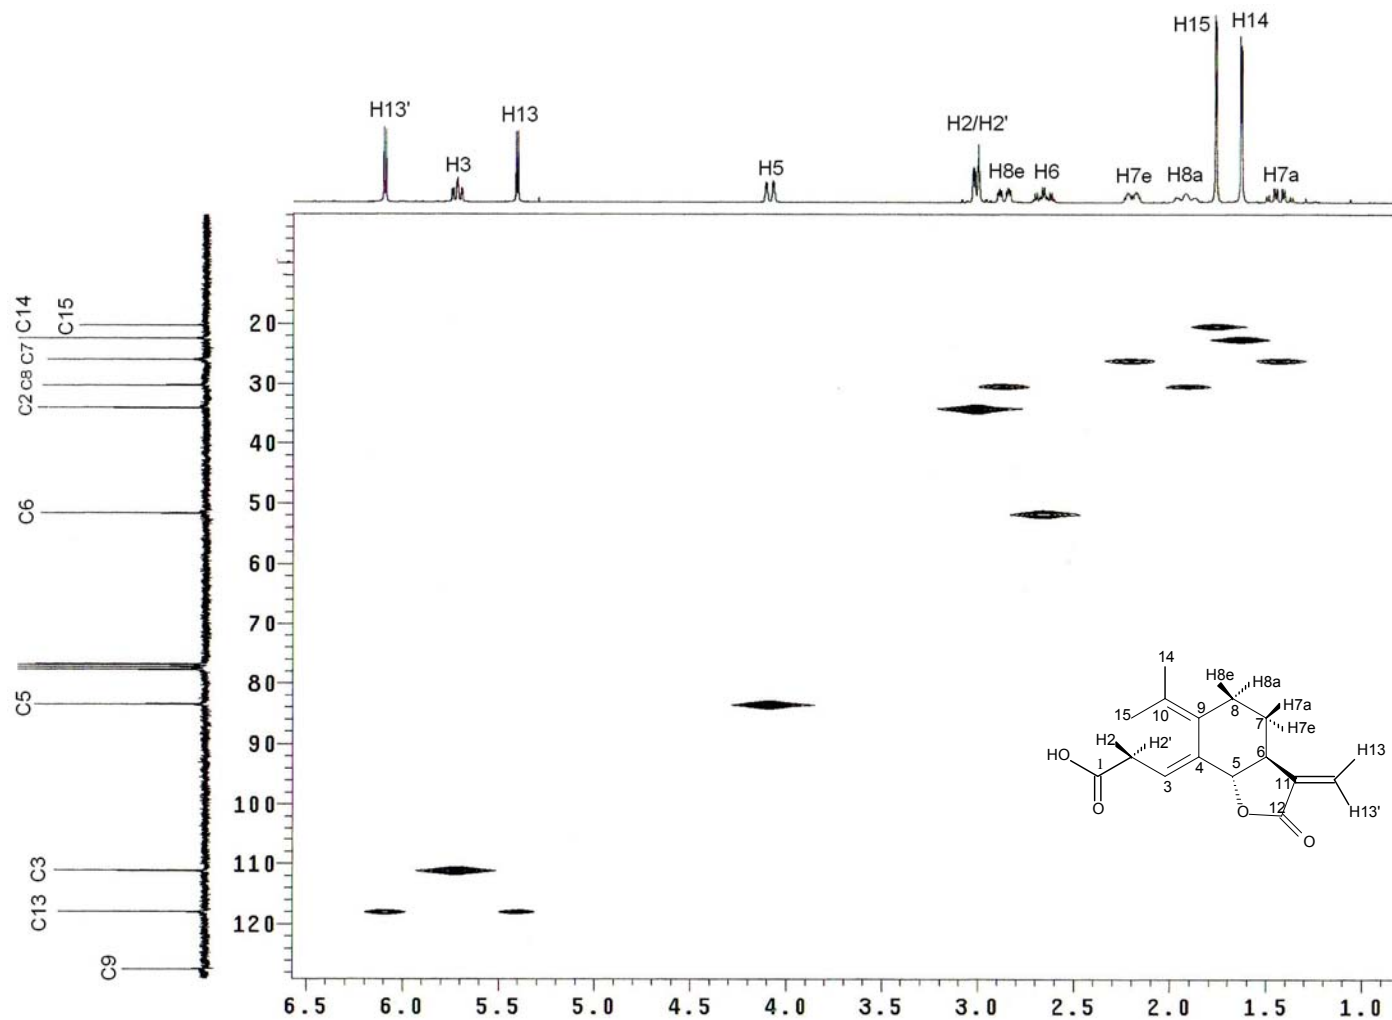 H15 H14
H13' H13 H2/H2'
H3 H5 H8e H6 H7e H8a H7a
C14 C15 C7 C8 C2 C6 C5 C3 C13 C9
20
30
40
50
60
70
80
90
100
110
120
14
H8e H8a
15 10 9 8 H7a
7 H7e
H2 H2' 6 H13
HO 1 4 5 11
3 12 H13'
O O O
6.5 6.0 5.5 5.0 4.5 4.0 3.5 3.0 2.5 2.0 1.5 1.0